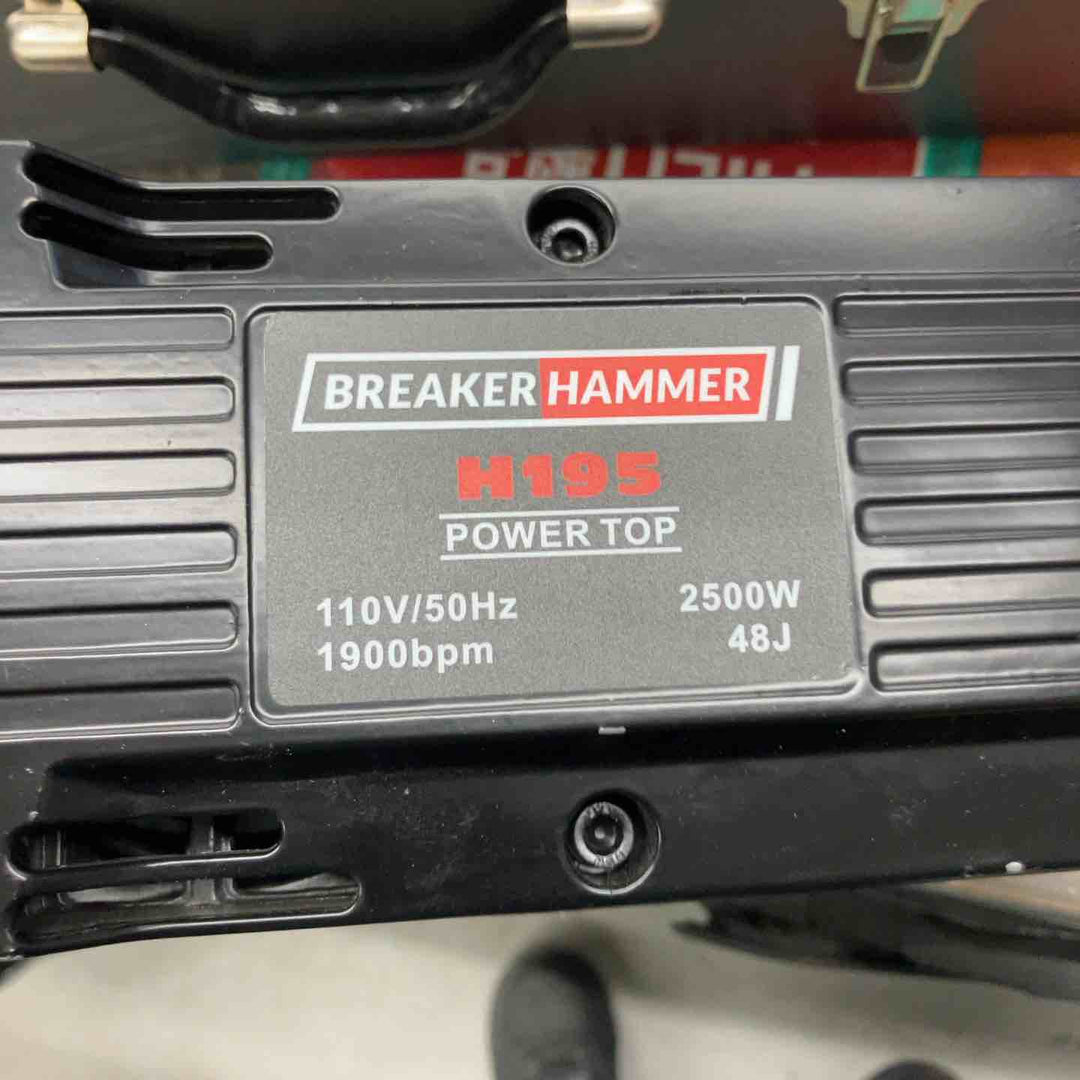 BREAKER HAMMER
H195
POWER TOP
110V/50Hz 2500W
1900bpm 48J